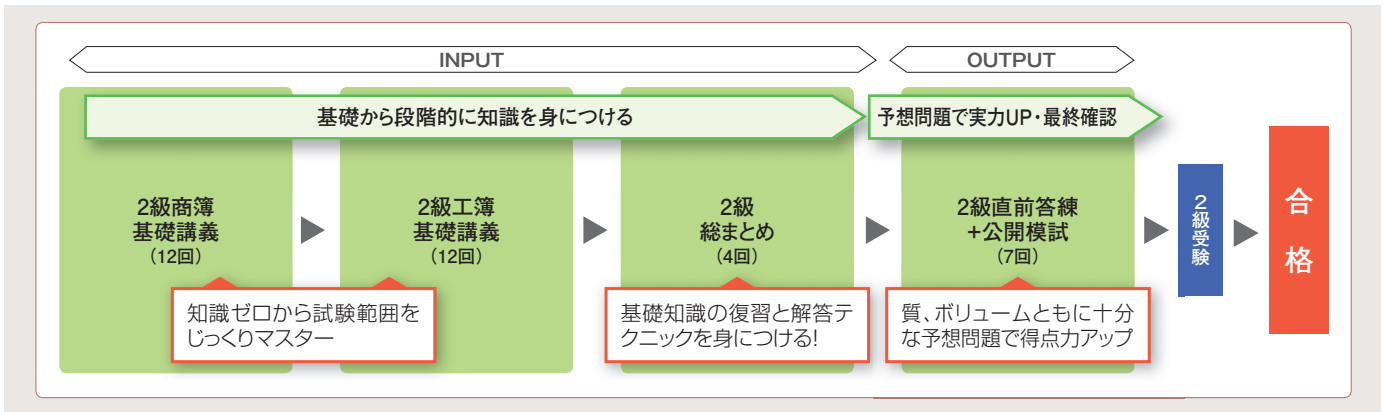 INPUT
OUTPUT
基礎から段階的に知識を身につける
予想問題で実力UP・最終確認
2級商簿
基礎講義
(12回)
2級工簿
基礎講義
(12回)
2級
総まとめ
(4回)
2級直前答練
+公開模試
(7回)
2級受験
合格
知識ゼロから試験範囲を
じっくりマスター
基礎知識の復習と解答テ
クニックを身につける!
質、ボリュームともに十分
な予想問題で得点力アップ